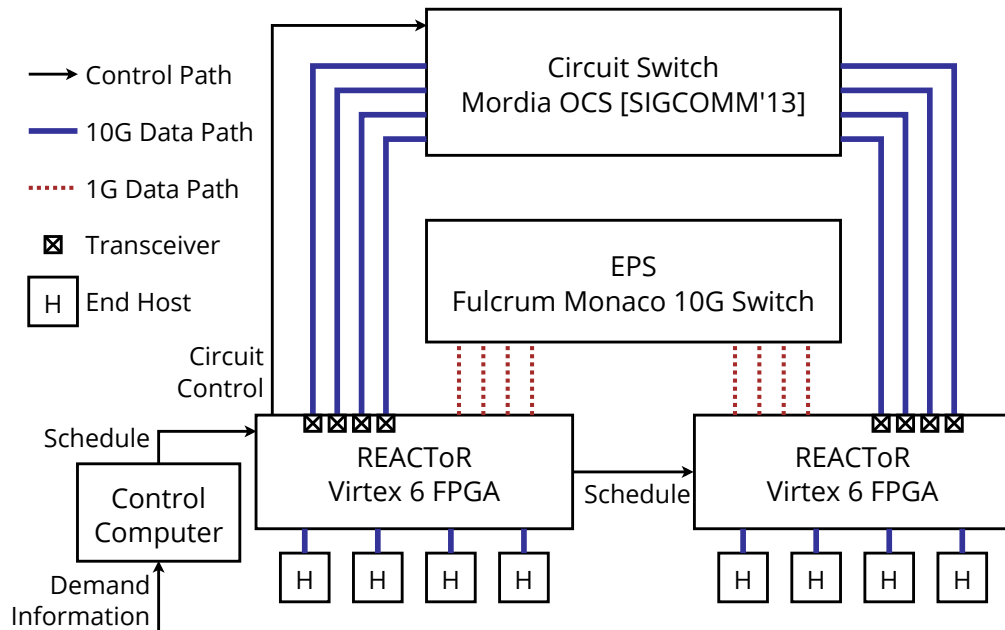 Control Path
10G Data Path
1G Data Path
Transceiver
H
End Host
Circuit Switch
Mordia OCS [SIGCOMM'13]
EPS
Fulcrum Monaco 10G Switch
Circuit
Control
Schedule
Control
Computer
Demand
Information
REACToR
Virtex 6 FPGA
Schedule
REACToR
Virtex 6 FPGA
H
H
H
H
H
H
H
H